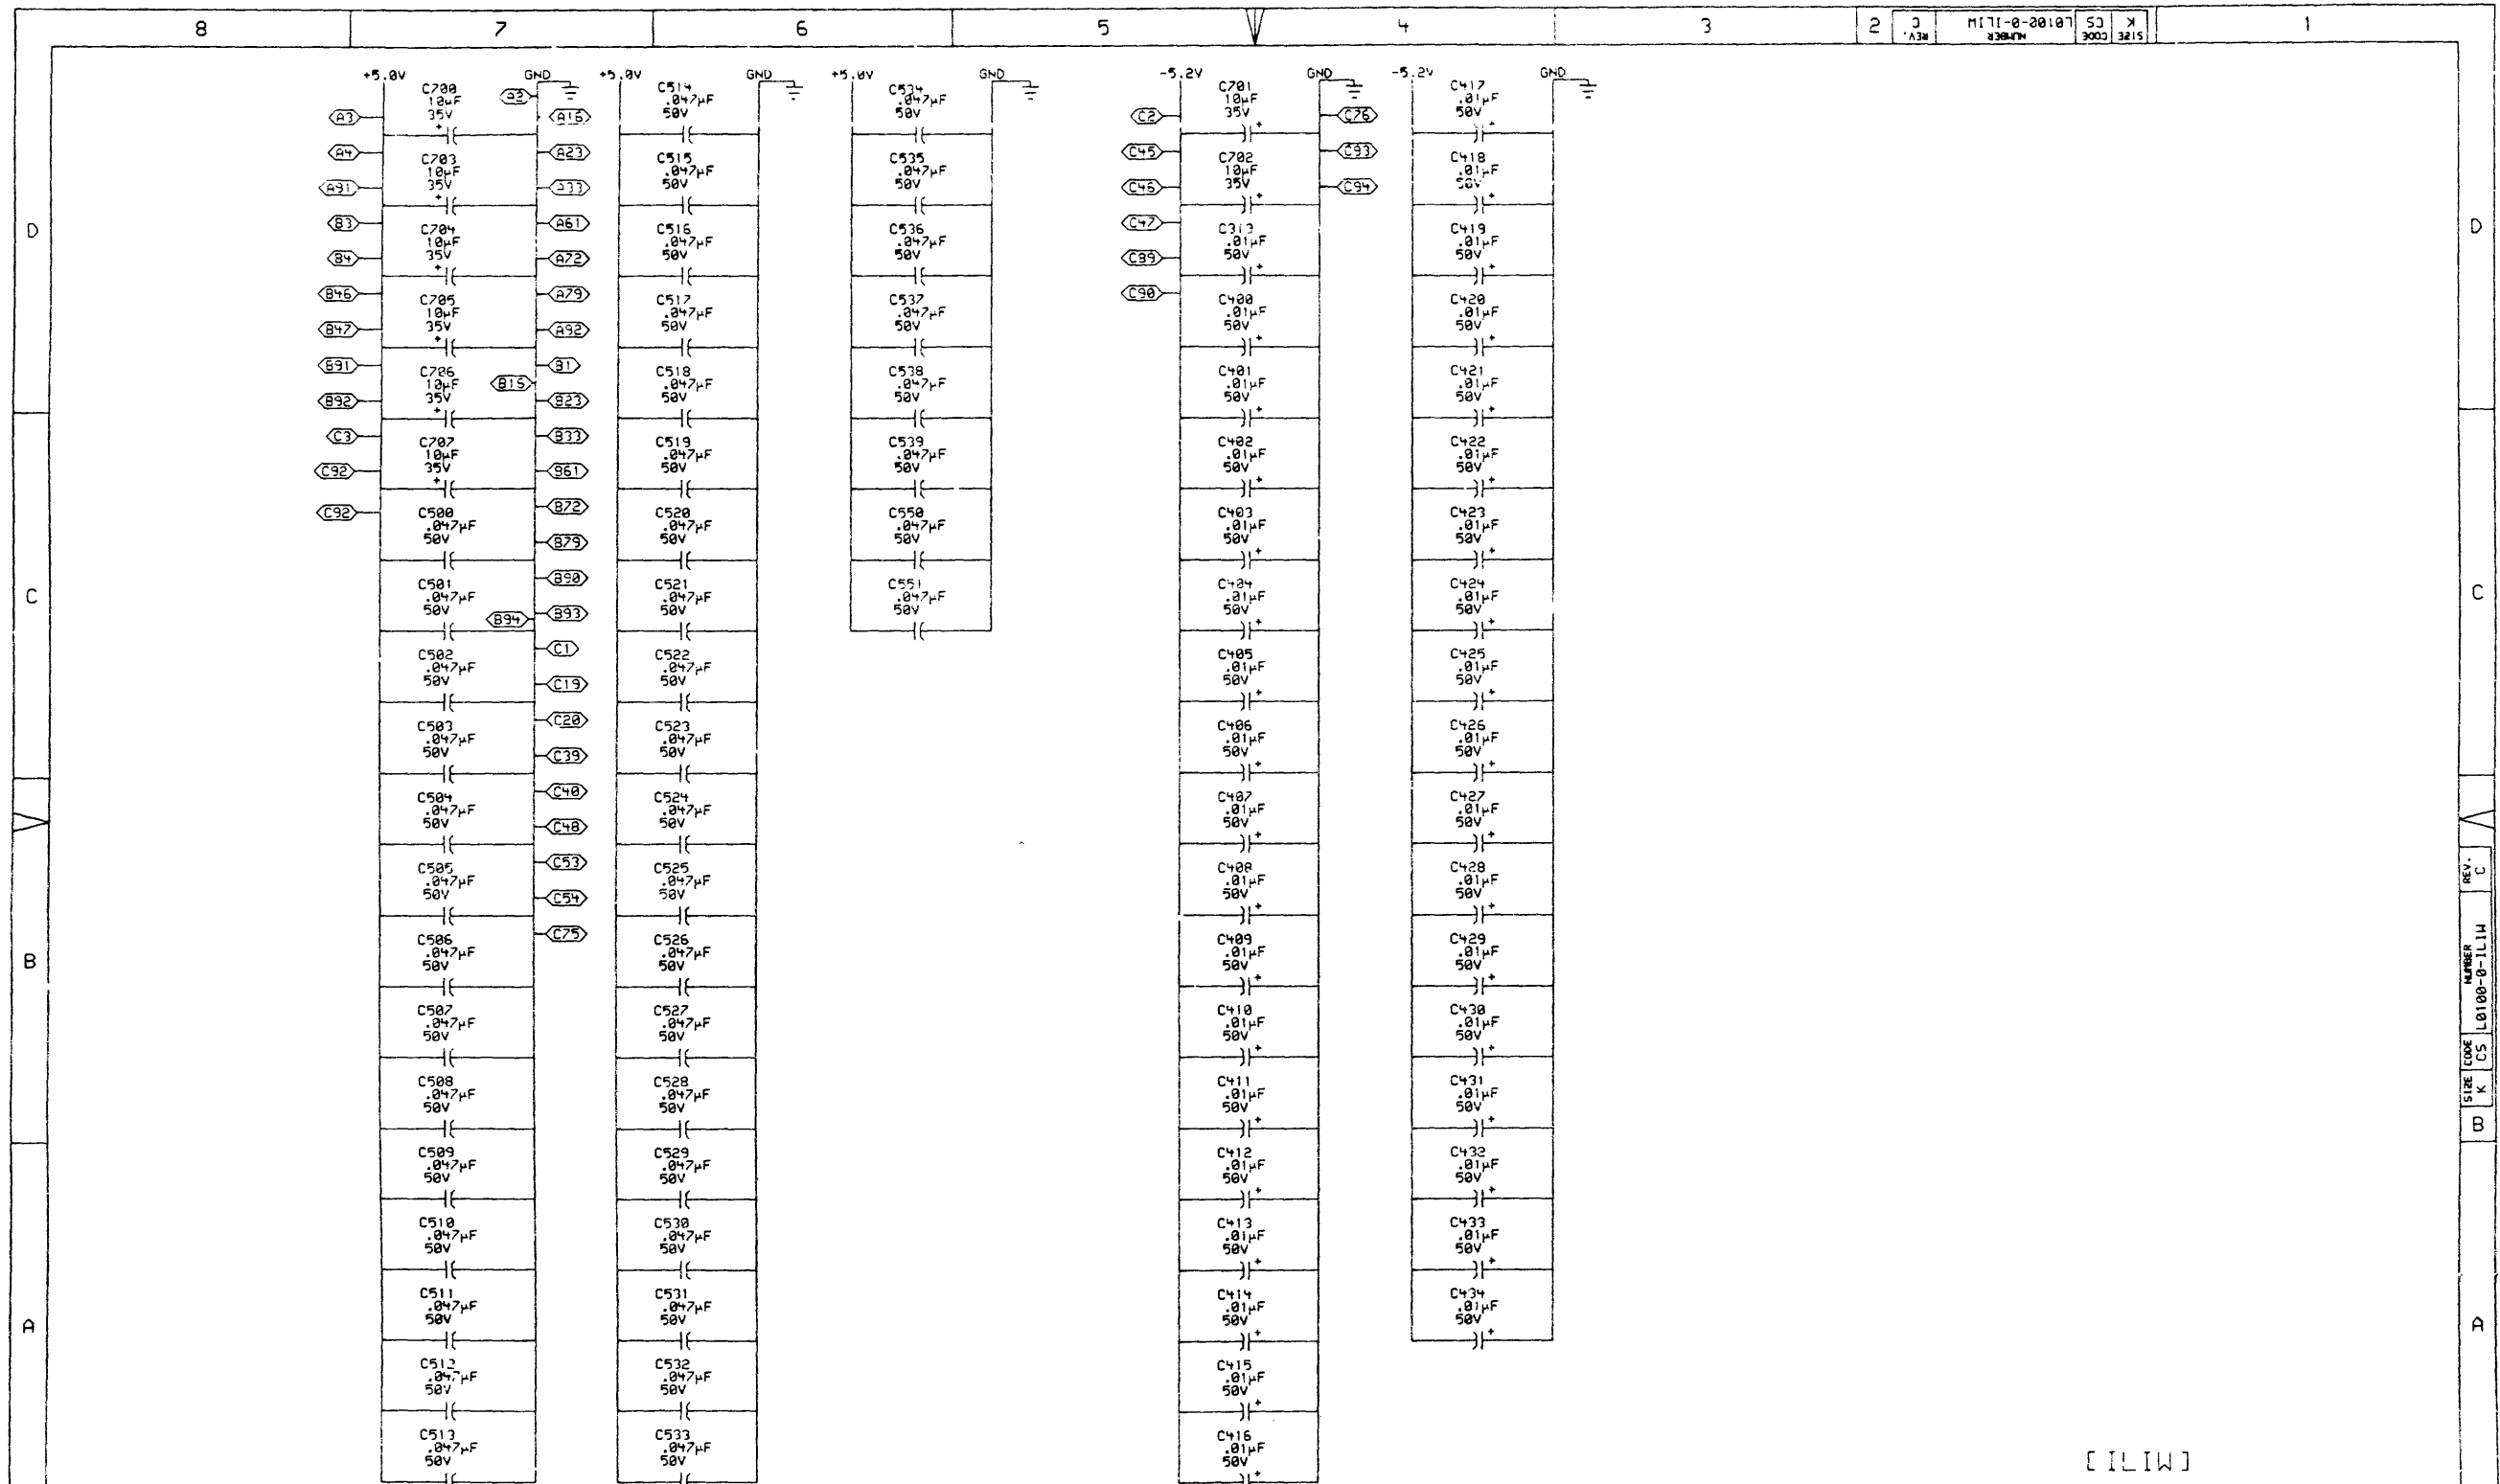 8 7 6 5 4 3 2 1
REV. C NUMBER L0100-0-ILIW CODE CS SIZE K
+5.0V GND
C700 10µF 35V
C703 10µF 35V
C704 10µF 35V
C705 10µF 35V
C706 10µF 35V
C707 10µF 35V
C500 .047µF 50V
C501 .047µF 50V
C502 .047µF 50V
C503 .047µF 50V
C504 .047µF 50V
C505 .047µF 50V
C506 .047µF 50V
C507 .047µF 50V
C508 .047µF 50V
C509 .047µF 50V
C510 .047µF 50V
C511 .047µF 50V
C512 .047µF 50V
C513 .047µF 50V
A3
A4
A91
B3
B4
B46
B47
B91
B92
C3
C92
C92
A16
A23
A33
A61
A72
A79
A92
B1
B15
B23
B33
B61
B72
B79
B90
B93
B94
C1
C19
C20
C39
C40
C48
C53
C54
C75
+5.0V GND
C514 .047µF 50V
C515 .047µF 50V
C516 .047µF 50V
C517 .047µF 50V
C518 .047µF 50V
C519 .047µF 50V
C520 .047µF 50V
C521 .047µF 50V
C522 .047µF 50V
C523 .047µF 50V
C524 .047µF 50V
C525 .047µF 50V
C526 .047µF 50V
C527 .047µF 50V
C528 .047µF 50V
C529 .047µF 50V
C530 .047µF 50V
C531 .047µF 50V
C532 .047µF 50V
C533 .047µF 50V
+5.0V GND
C534 .047µF 50V
C535 .047µF 50V
C536 .047µF 50V
C537 .047µF 50V
C538 .047µF 50V
C539 .047µF 50V
C550 .047µF 50V
C551 .047µF 50V
-5.2V GND
C2
C45
C46
C47
C89
C90
C76
C93
C94
C701 10µF 35V
C702 10µF 35V
C313 .01µF 50V
C400 .01µF 50V
C401 .01µF 50V
C402 .01µF 50V
C403 .01µF 50V
C404 .01µF 50V
C405 .01µF 50V
C406 .01µF 50V
C407 .01µF 50V
C408 .01µF 50V
C409 .01µF 50V
C410 .01µF 50V
C411 .01µF 50V
C412 .01µF 50V
C413 .01µF 50V
C414 .01µF 50V
C415 .01µF 50V
C416 .01µF 50V
-5.2V GND
C417 .01µF 50V
C418 .01µF 50V
C419 .01µF 50V
C420 .01µF 50V
C421 .01µF 50V
C422 .01µF 50V
C423 .01µF 50V
C424 .01µF 50V
C425 .01µF 50V
C426 .01µF 50V
C427 .01µF 50V
C428 .01µF 50V
C429 .01µF 50V
C430 .01µF 50V
C431 .01µF 50V
C432 .01µF 50V
C433 .01µF 50V
C434 .01µF 50V
D C B A
D C B A
SIZE K CODE CS NUMBER L0100-0-ILIW REV. C
[ILIW]